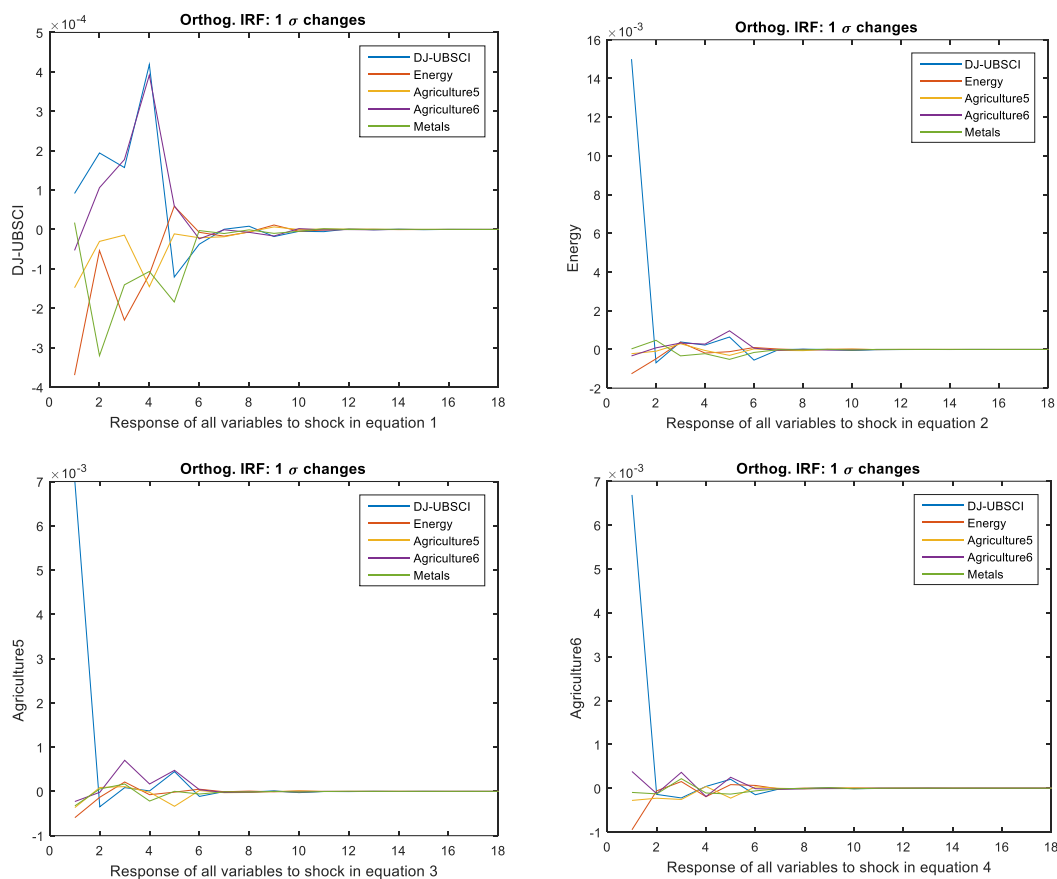 Orthog. IRF: 1 σ changes
×10-4
5
4
3
2
1
0
-1
-2
-3
-4
DJ-UBSCI
DJ-UBSCI
Energy
Agriculture5
Agriculture6
Metals
0 2 4 6 8 10 12 14 16 18
Response of all variables to shock in equation 1
Orthog. IRF: 1 σ changes
×10-3
16
14
12
10
8
6
4
2
0
-2
Energy
DJ-UBSCI
Energy
Agriculture5
Agriculture6
Metals
0 2 4 6 8 10 12 14 16 18
Response of all variables to shock in equation 2
Orthog. IRF: 1 σ changes
×10-3
7
6
5
4
3
2
1
0
-1
Agriculture5
DJ-UBSCI
Energy
Agriculture5
Agriculture6
Metals
0 2 4 6 8 10 12 14 16 18
Response of all variables to shock in equation 3
Orthog. IRF: 1 σ changes
×10-3
7
6
5
4
3
2
1
0
-1
Agriculture6
DJ-UBSCI
Energy
Agriculture5
Agriculture6
Metals
0 2 4 6 8 10 12 14 16 18
Response of all variables to shock in equation 4